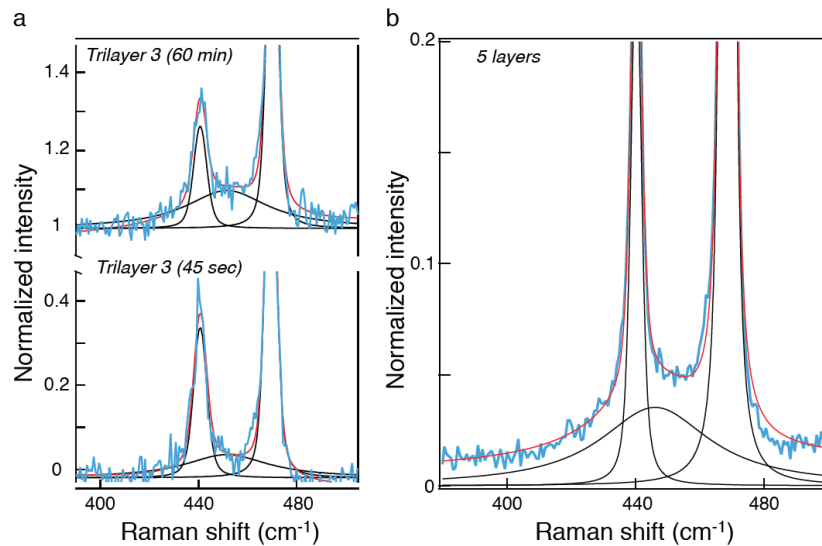 a
Trilayer 3 (60 min)
1.4
1.2
1
Trilayer 3 (45 sec)
0.4
0.2
0
Normalized intensity
400 440 480
Raman shift (cm-1)
b
5 layers
0.2
0.1
0
Normalized intensity
400 440 480
Raman shift (cm-1)